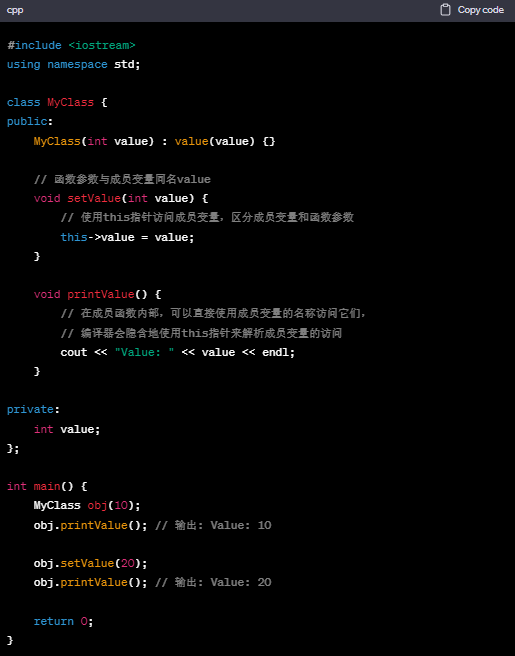 cpp
Copy code
#include <iostream>
using namespace std;
class MyClass {
public:
    MyClass(int value) : value(value) {}
    // 函数参数与成员变量同名value
    void setValue(int value) {
        // 使用this指针访问成员变量，区分成员变量和函数参数
        this->value = value;
    }
    void printValue() {
        // 在成员函数内部，可以直接使用成员变量的名称访问它们，
        // 编译器会隐含地使用this指针来解析成员变量的访问
        cout << "Value: " << value << endl;
    }
private:
    int value;
};
int main() {
    MyClass obj(10);
    obj.printValue(); // 输出: Value: 10
    obj.setValue(20);
    obj.printValue(); // 输出: Value: 20
    return 0;
}